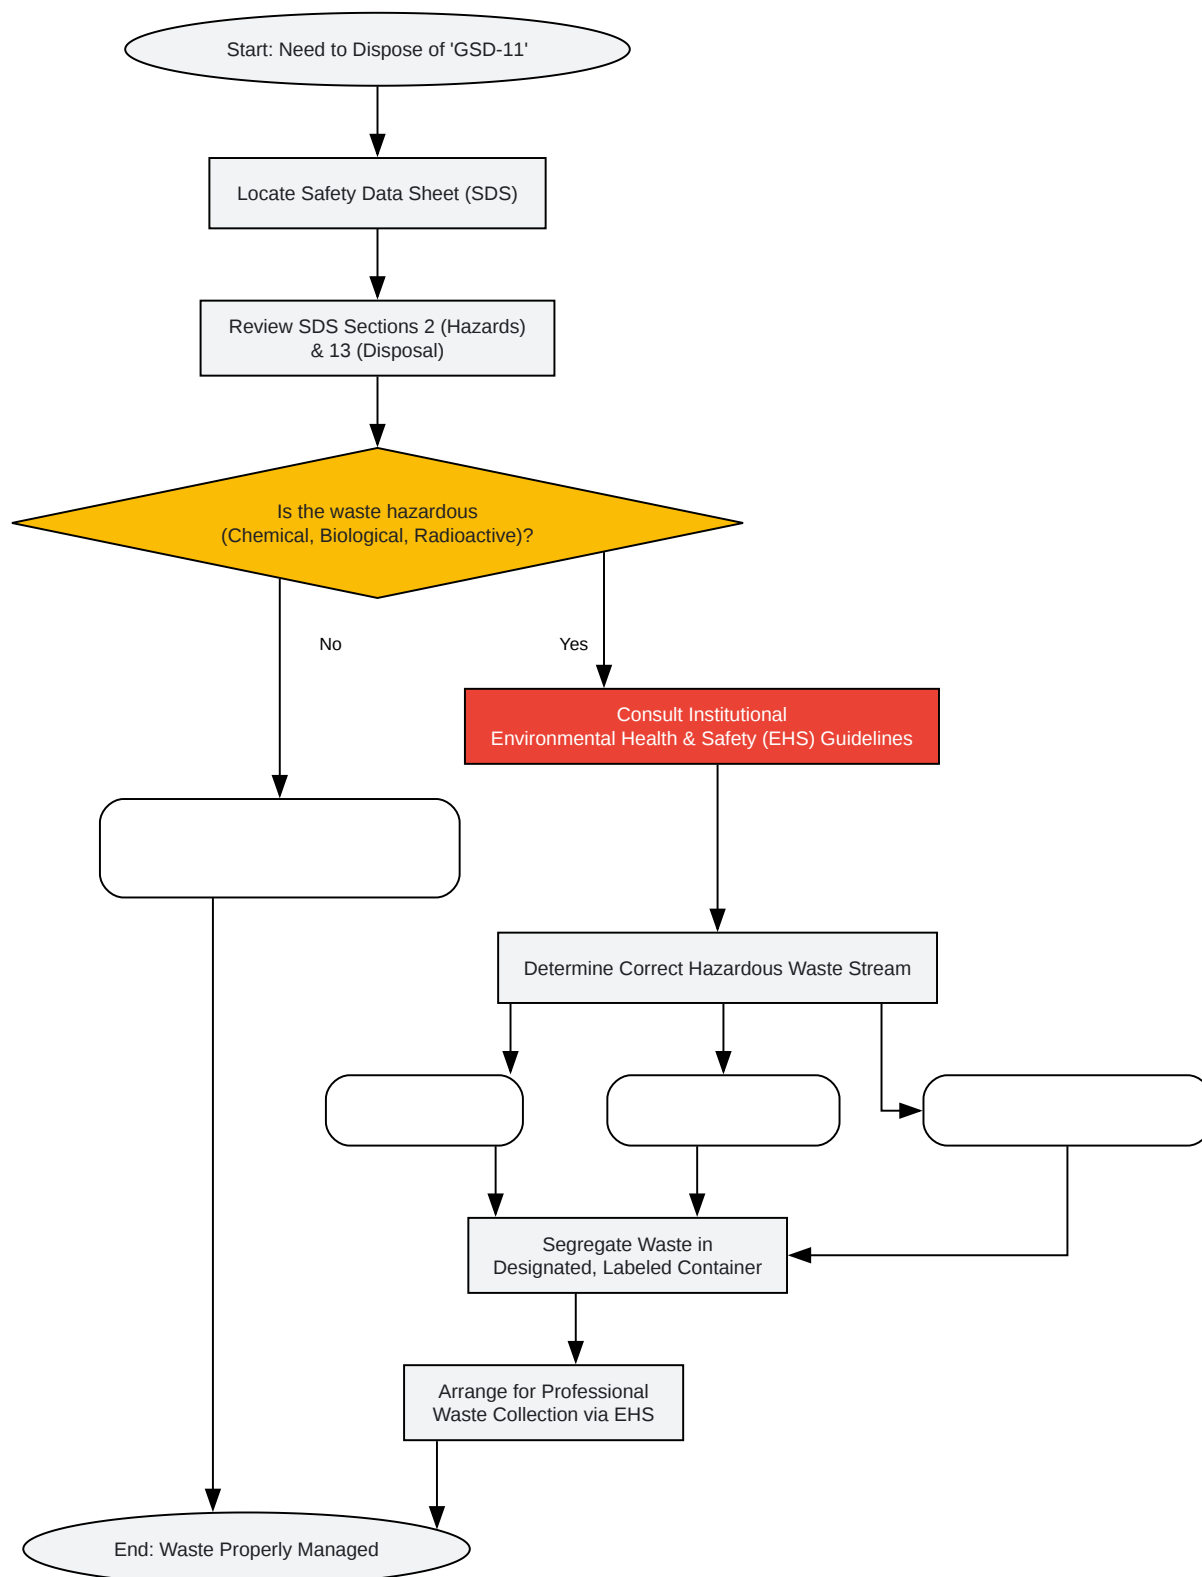 Start: Need to Dispose of 'GSD-11'
Locate Safety Data Sheet (SDS)
Review SDS Sections 2 (Hazards)
& 13 (Disposal)
Is the waste hazardous
(Chemical, Biological, Radioactive)?
No
Yes
Consult Institutional
Environmental Health & Safety (EHS) Guidelines
Determine Correct Hazardous Waste Stream
Segregate Waste in
Designated, Labeled Container
Arrange for Professional
Waste Collection via EHS
End: Waste Properly Managed